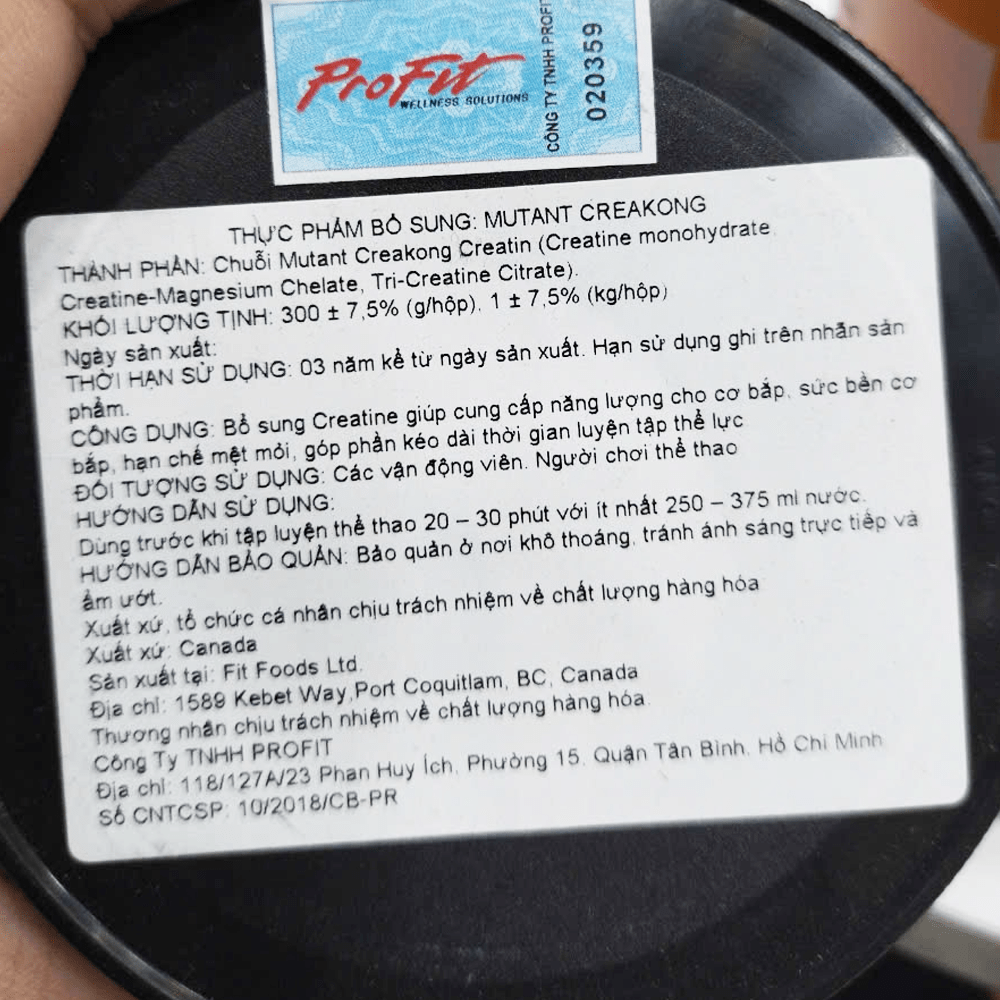 ProFit
WELLNESS SOLUTIONS
CÔNG TY TNHH PROFIT
020359
THỰC PHẨM BỔ SUNG: MUTANT CREAKONG
THÀNH PHẦN: Chuỗi Mutant Creakong Creatin (Creatine monohydrate
Creatine-Magnesium Chelate, Tri-Creatine Citrate).
KHỐI LƯỢNG TỊNH: 300 ± 7,5% (g/hộp), 1 ± 7,5% (kg/hộp)
Ngày sản xuất:
THỜI HẠN SỬ DỤNG: 03 năm kể từ ngày sản xuất. Hạn sử dụng ghi trên nhãn sản
phẩm.
CÔNG DỤNG: Bổ sung Creatine giúp cung cấp năng lượng cho cơ bắp, sức bền cơ
bắp, hạn chế mệt mỏi, góp phần kéo dài thời gian luyện tập thể lực
ĐỐI TƯỢNG SỬ DỤNG: Các vận động viên. Người chơi thể thao
HƯỚNG DẪN SỬ DỤNG:
Dùng trước khi tập luyện thể thao 20 – 30 phút với ít nhất 250 – 375 ml nước.
HƯỚNG DẪN BẢO QUẢN: Bảo quản ở nơi khô thoáng, tránh ánh sáng trực tiếp và
ẩm ướt.
Xuất xứ, tổ chức cá nhân chịu trách nhiệm về chất lượng hàng hóa
Xuất xứ: Canada
Sản xuất tại: Fit Foods Ltd.
Địa chỉ: 1589 Kebet Way,Port Coquitlam, BC, Canada
Thương nhân chịu trách nhiệm về chất lượng hàng hóa.
Công Ty TNHH PROFIT
Địa chỉ: 118/127A/23 Phan Huy Ích, Phường 15, Quận Tân Bình, Hồ Chí Minh
Số CNTCSP: 10/2018/CB-PR